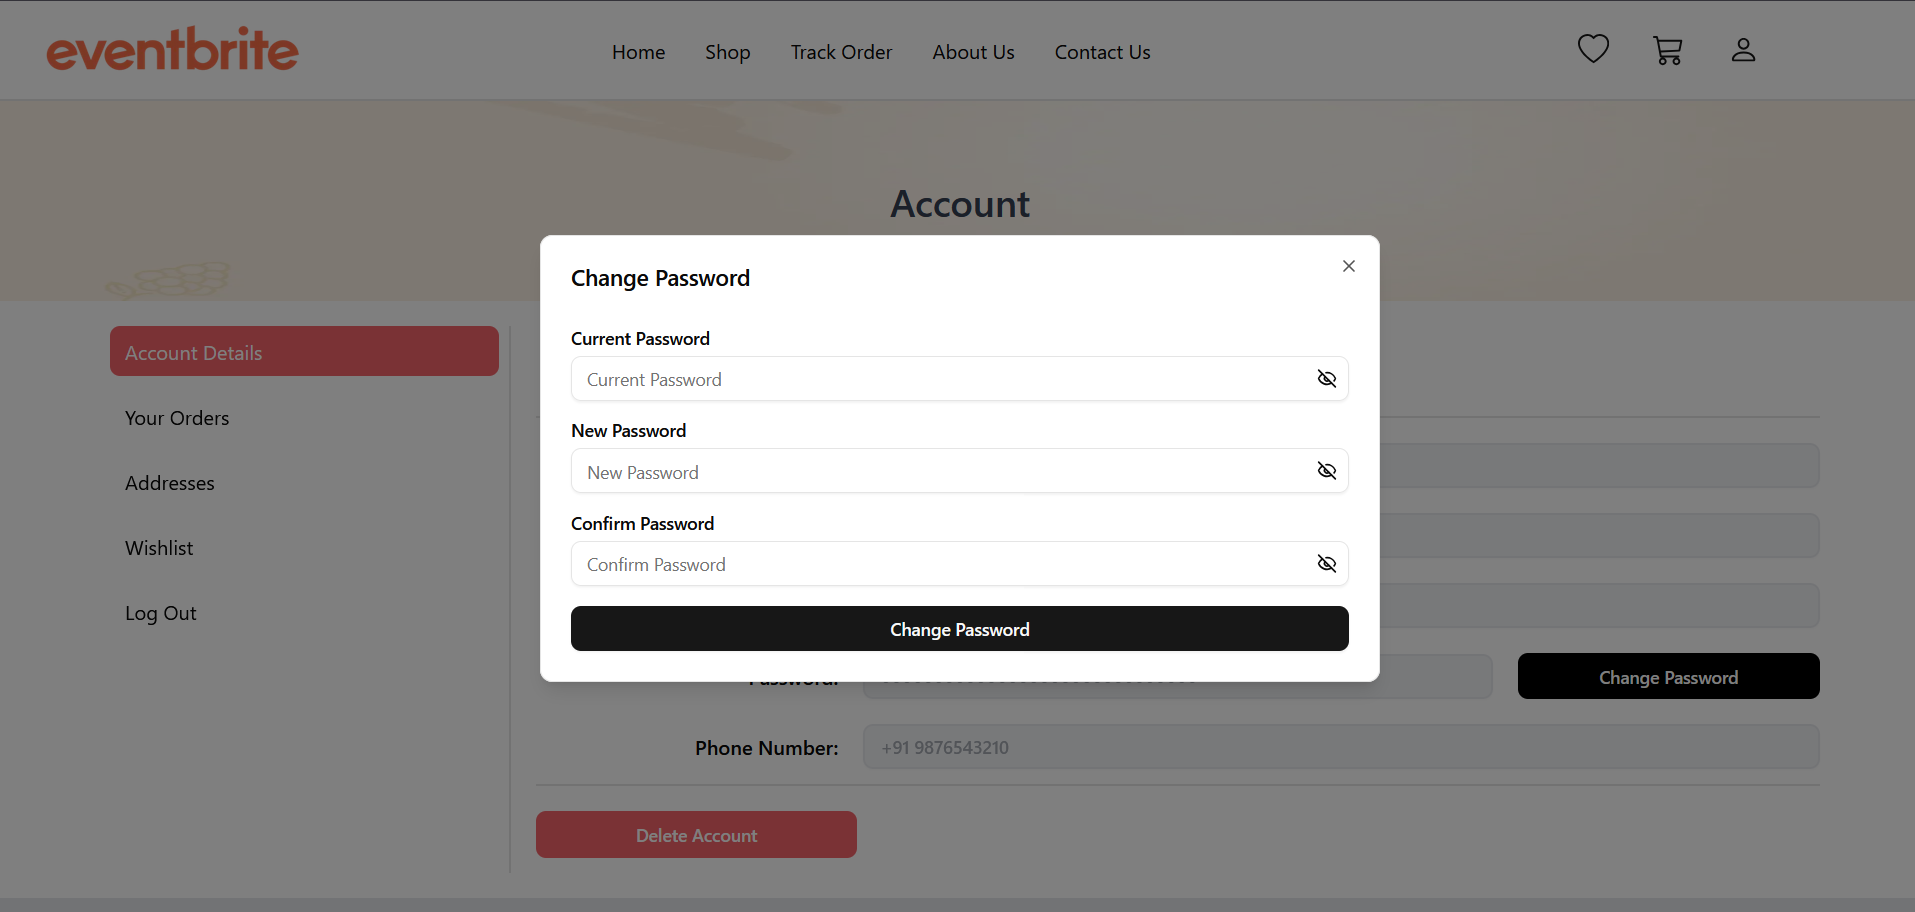 eventbrite
Home Shop Track Order About Us Contact Us
Account
Change Password
Current Password
Current Password
New Password
New Password
Confirm Password
Confirm Password
Change Password
Account Details
Your Orders
Addresses
Wishlist
Log Out
Password:
Change Password
Phone Number: +91 9876543210
Delete Account